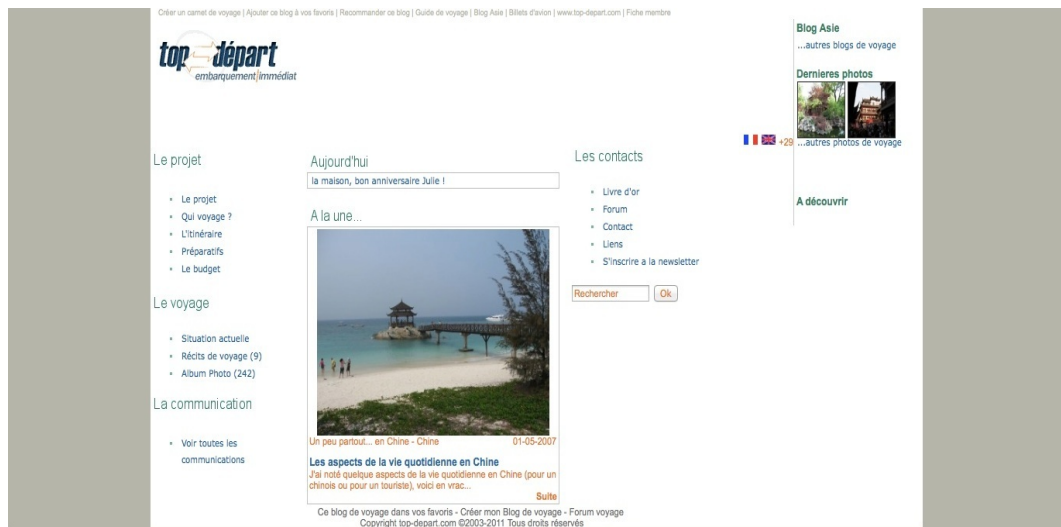 Créer un carnet de voyage | Ajouter ce blog à vos favoris | Recommander ce blog | Guide de voyage | Blog Asie | Billets d'avion | www.top-depart.com | Fiche membre
top départ
embarquement immédiat
Blog Asie
...autres blogs de voyage
Dernieres photos
+29
...autres photos de voyage
A découvrir
Le projet
Le projet
Qui voyage ?
L'itinéraire
Préparatifs
Le budget
Le voyage
Situation actuelle
Récits de voyage (9)
Album Photo (242)
La communication
Voir toutes les
communications
Aujourd'hui
la maison, bon anniversaire Julie !
A la une...
Un peu partout... en Chine - Chine 01-05-2007
Les aspects de la vie quotidienne en Chine
J'ai noté quelque aspects de la vie quotidienne en Chine (pour un
chinois ou pour un touriste), voici en vrac...
Suite
Les contacts
Livre d'or
Forum
Contact
Liens
S'inscrire a la newsletter
Rechercher Ok
Ce blog de voyage dans vos favoris - Créer mon Blog de voyage - Forum voyage
Copyright top-depart.com ©2003-2011 Tous droits réservés